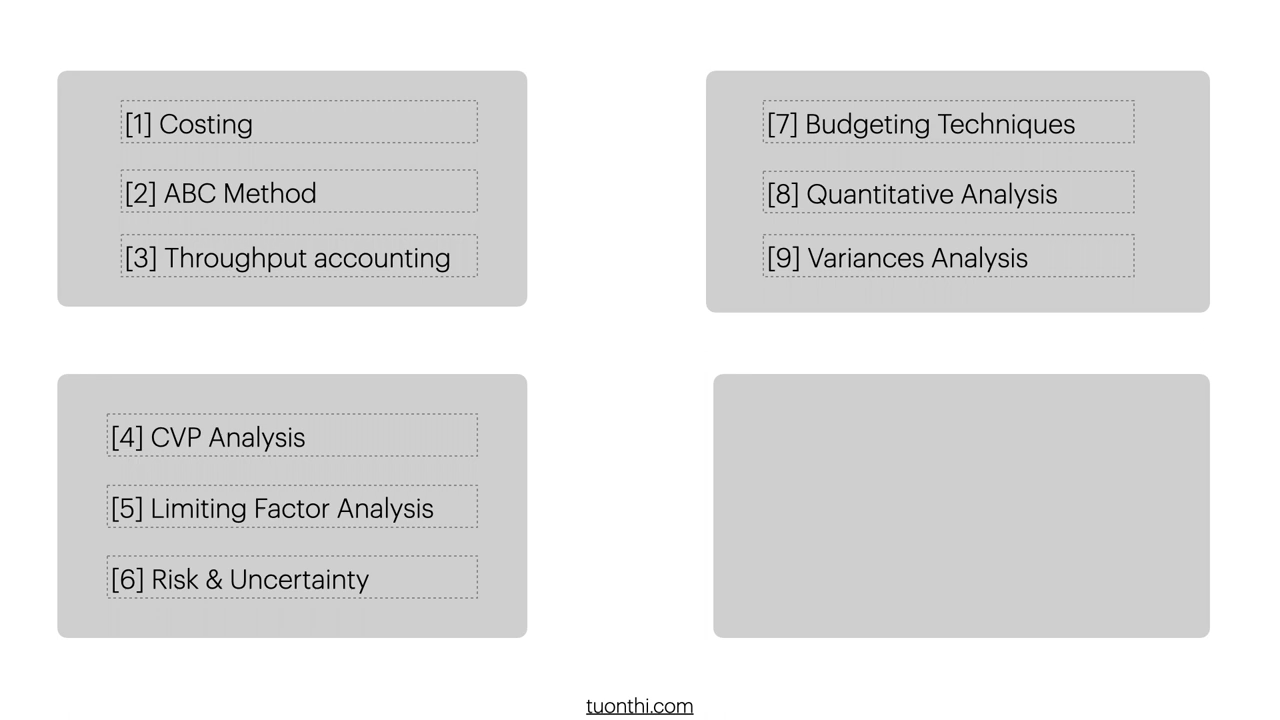 [1] Costing
[2] ABC Method
[3] Throughput accounting
[4] CVP Analysis
[5] Limiting Factor Analysis
[6] Risk & Uncertainty
[7] Budgeting Techniques
[8] Quantitative Analysis
[9] Variances Analysis
tuonthi.com